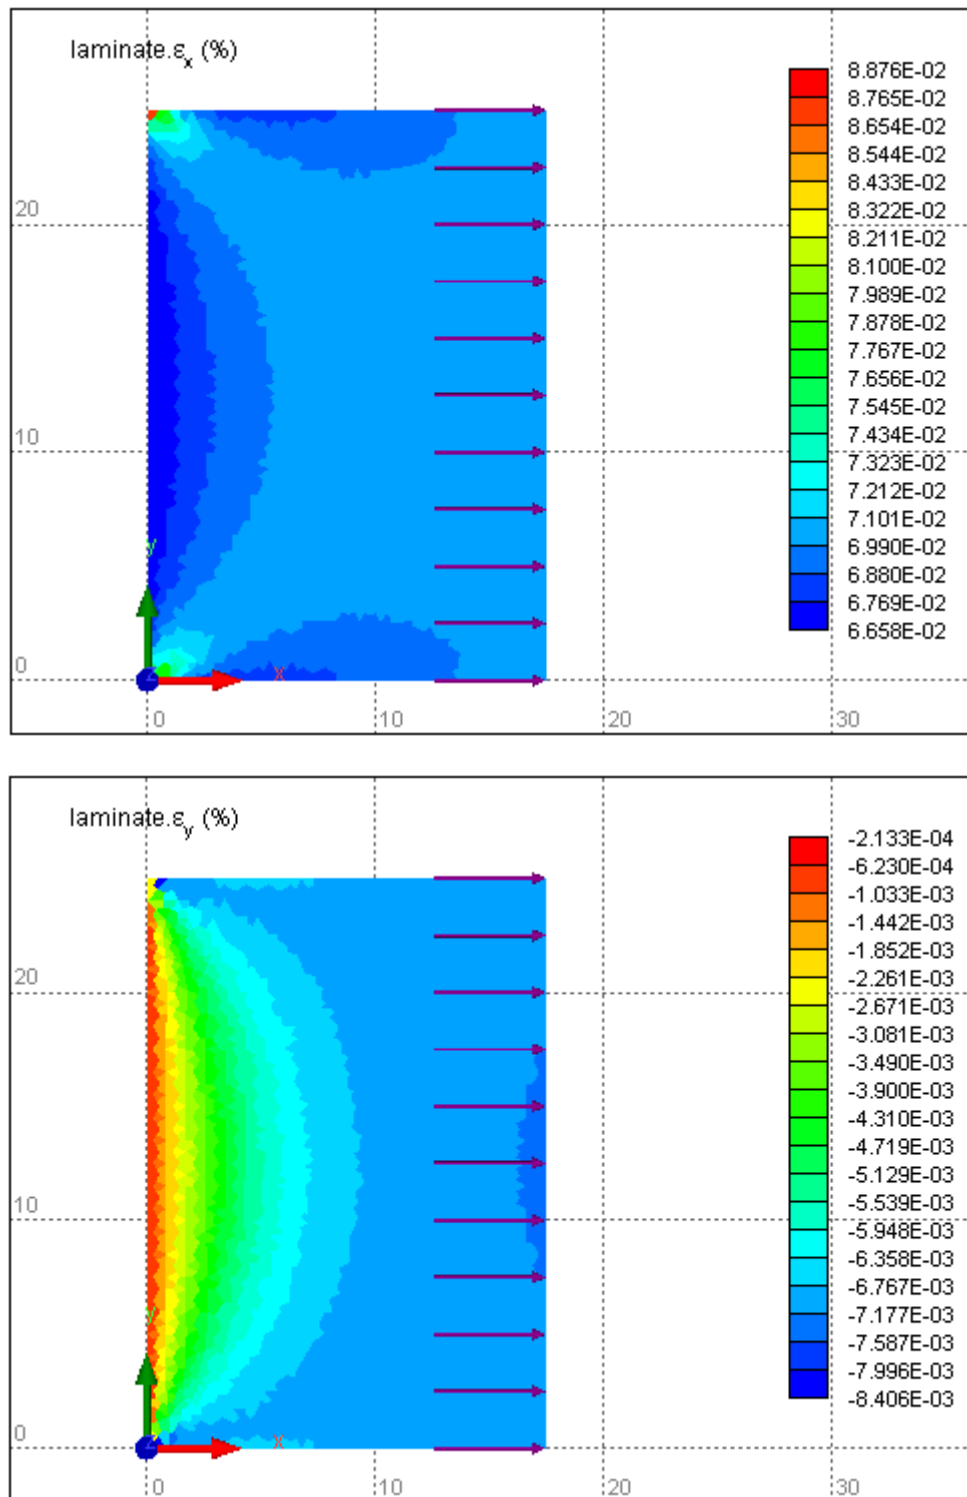 laminate.εx (%)
8.876E-02
8.765E-02
8.654E-02
8.544E-02
8.433E-02
8.322E-02
8.211E-02
8.100E-02
7.989E-02
7.878E-02
7.767E-02
7.656E-02
7.545E-02
7.434E-02
7.323E-02
7.212E-02
7.101E-02
6.990E-02
6.880E-02
6.769E-02
6.658E-02
20
10
0
y
z
x
0
10
20
30
laminate.εy (%)
-2.133E-04
-6.230E-04
-1.033E-03
-1.442E-03
-1.852E-03
-2.261E-03
-2.671E-03
-3.081E-03
-3.490E-03
-3.900E-03
-4.310E-03
-4.719E-03
-5.129E-03
-5.539E-03
-5.948E-03
-6.358E-03
-6.767E-03
-7.177E-03
-7.587E-03
-7.996E-03
-8.406E-03
20
10
0
y
z
x
0
10
20
30